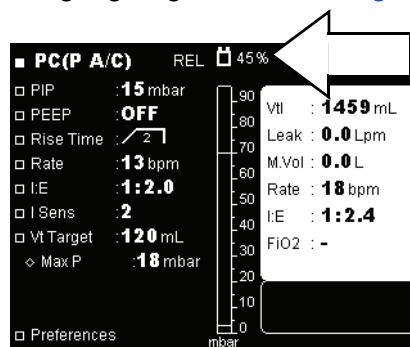 PC(P A/C) REL 45%
PIP :15 mbar
PEEP :OFF
Rise Time : 2
Rate :13 bpm
I:E :1:2.0
I Sens :2
Vt Target :120 mL
Max P :18 mbar
Preferences
90
80
70
60
50
40
30
20
10
0
mbar
Vtl : 1459 mL
Leak : 0.0 Lpm
M.Vol : 0.0 L
Rate : 18 bpm
I:E : 1:2.4
FiO2 : -